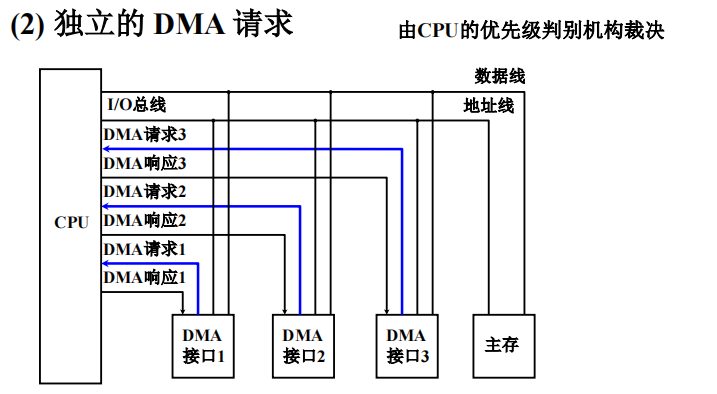 (2) 独立的 DMA 请求
由CPU的优先级判别机构裁决
数据线
I/O总线
地址线
DMA请求3
DMA响应3
DMA请求2
CPU
DMA响应2
DMA请求1
DMA响应1
DMA
接口1
DMA
接口2
DMA
接口3
主存